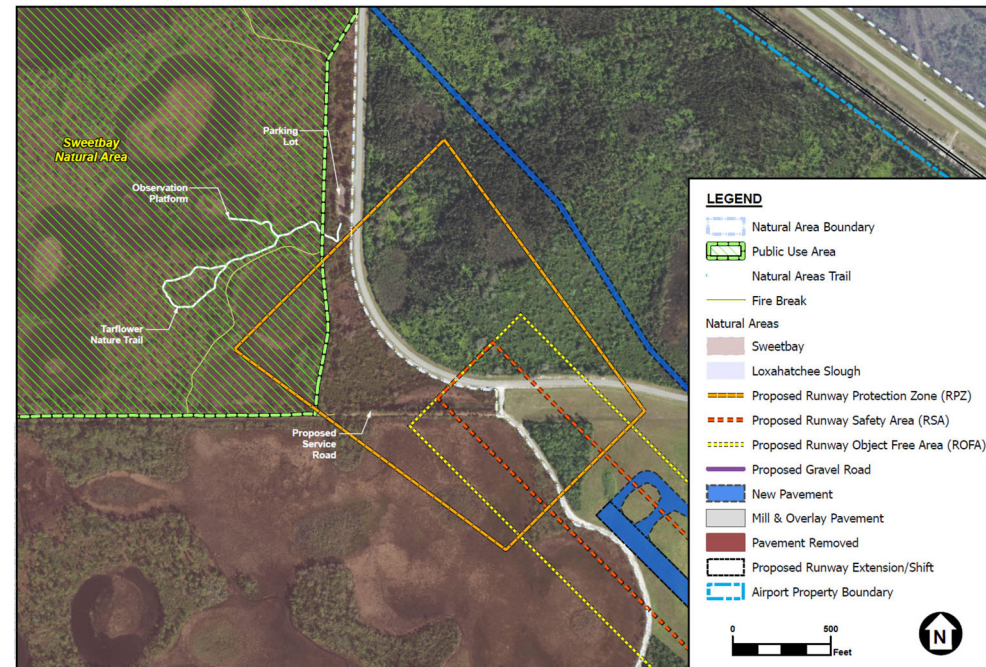 Sweetbay
Natural Area
Parking
Lot
Observation
Platform
Tarflower
Nature Trail
Proposed
Service
Road
LEGEND
Natural Area Boundary
Public Use Area
Natural Areas Trail
Fire Break
Natural Areas
Sweetbay
Loxahatchee Slough
Proposed Runway Protection Zone (RPZ)
Proposed Runway Safety Area (RSA)
Proposed Runway Object Free Area (ROFA)
Proposed Gravel Road
New Pavement
Mill & Overlay Pavement
Pavement Removed
Proposed Runway Extension/Shift
Airport Property Boundary
0 500
Feet
N